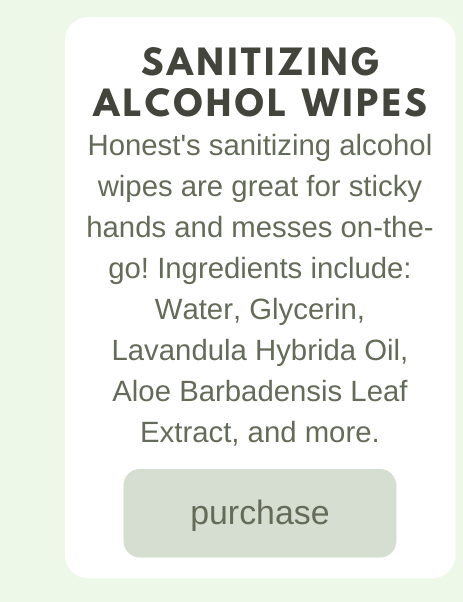 SANITIZING
ALCOHOL WIPES
Honest's sanitizing alcohol
wipes are great for sticky
hands and messes on-the-
go! Ingredients include:
Water, Glycerin,
Lavandula Hybrida Oil,
Aloe Barbadensis Leaf
Extract, and more.
purchase